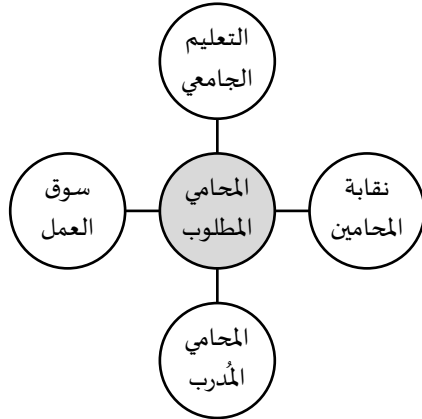 التعليم
الجامعي
نقابة
المحامين
المحامي
المطلوب
سوق
العمل
المحامي
المُدرب